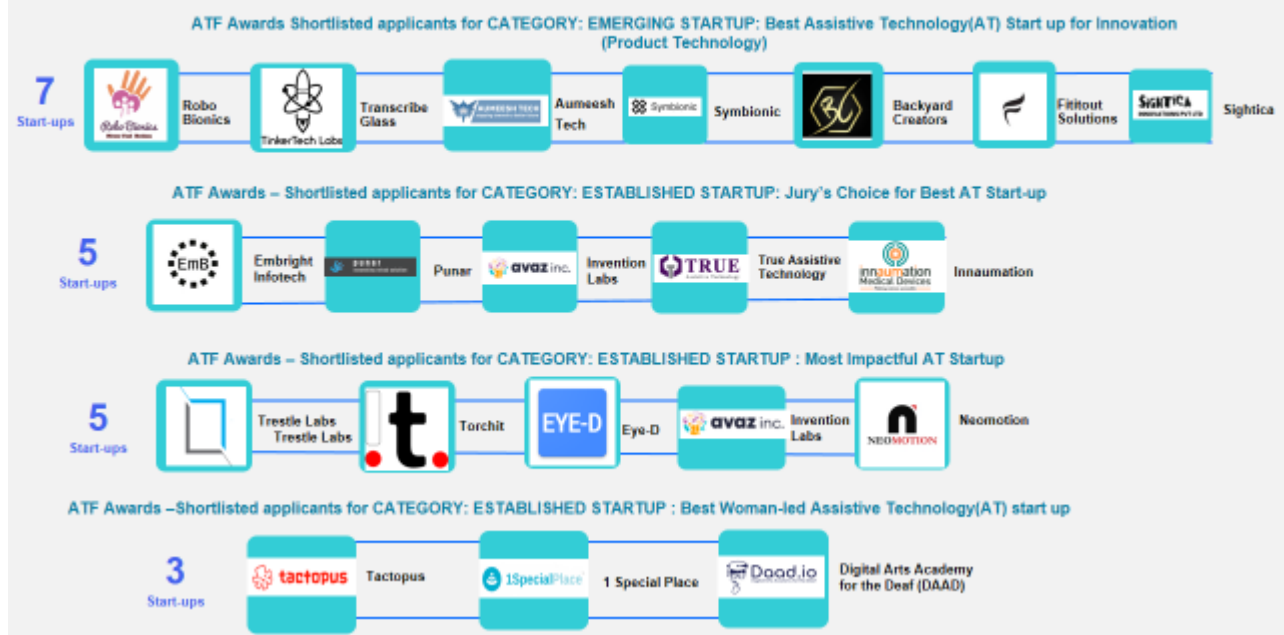 ATF Awards Shortlisted applicants for CATEGORY: EMERGING STARTUP: Best Assistive Technology(AT) Start up for Innovation
(Product Technology)
7
Start-ups
Robo Bionics
Robo
Bionics
TinkerTech Labs
Transcribe
Glass
AUMEESH TECH
Aumeesh
Tech
Symbionic
Symbionic
Backyard
Creators
Fititout
Solutions
SIGHTICA
INNOVATIONS PVT LTD
Sightica
ATF Awards – Shortlisted applicants for CATEGORY: ESTABLISHED STARTUP: Jury's Choice for Best AT Start-up
5
Start-ups
EmB
Embright
Infotech
punar
Punar
avaz inc.
Invention
Labs
TRUE
Assistive Technology
True Assistive
Technology
innaumation
Medical Devices
Innaumation
ATF Awards – Shortlisted applicants for CATEGORY: ESTABLISHED STARTUP : Most Impactful AT Startup
5
Start-ups
Trestle Labs
Trestle Labs
.t.
Torchit
EYE-D
Eye-D
avaz inc.
Invention
Labs
n
NEOMOTION
Neomotion
ATF Awards –Shortlisted applicants for CATEGORY: ESTABLISHED STARTUP : Best Woman-led Assistive Technology(AT) start up
3
Start-ups
tactopus
Tactopus
1SpecialPlace
1 Special Place
Daad.io
Digital Arts Academy
for the Deaf (DAAD)